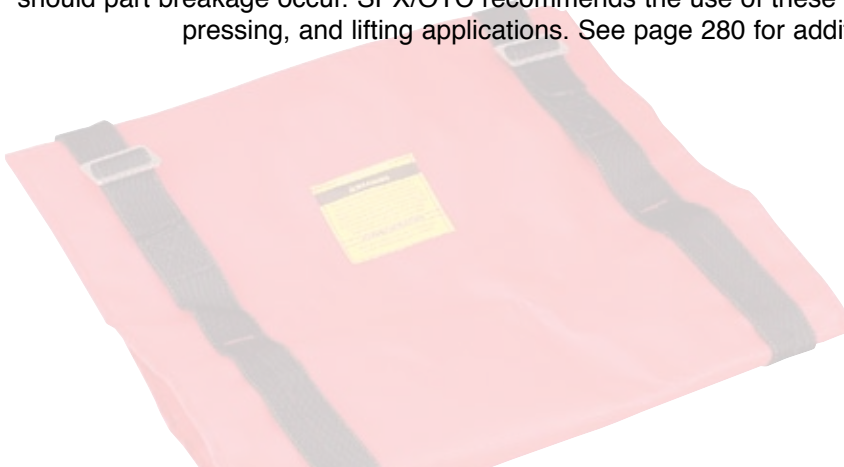 should part breakage occur. SPX/OTC recommends the use of these
pressing, and lifting applications. See page 280 for addi